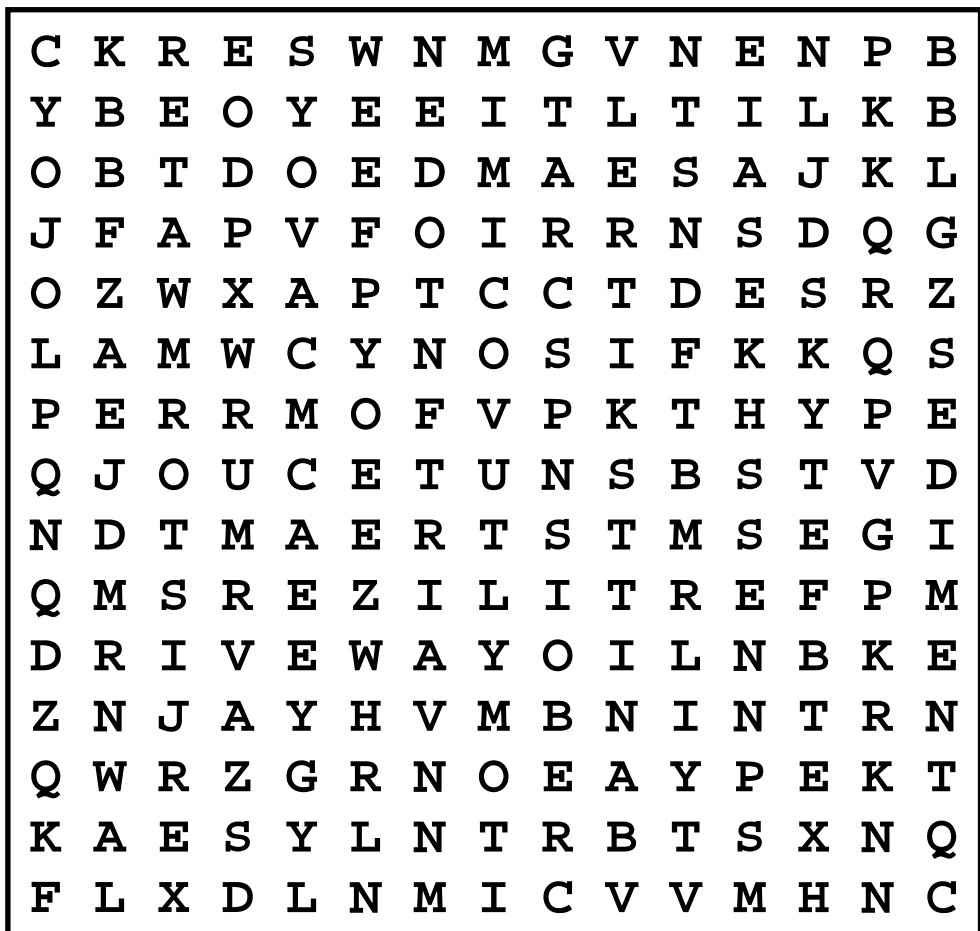 C K R E S W N M G V N E N P B
Y B E O Y E E I T L T I L K B
O B T D O E D M A E S A J K L
J F A P V F O I R R N S D Q G
O Z W X A P T C C T D E S R Z
L A M W C Y N O S I F K K Q S
P E R R M O F V P K T H Y P E
Q J O U C E T U N S B S T V D
N D T M A E R T S T M S E G I
Q M S R E Z I L I T R E F P M
D R I V E W A Y O I L N B K E
Z N J A Y H V M B N I N T R N
Q W R Z G R N O E A Y P E K T
K A E S Y L N T R B T S X N Q
F L X D L N M I C V V M H N C